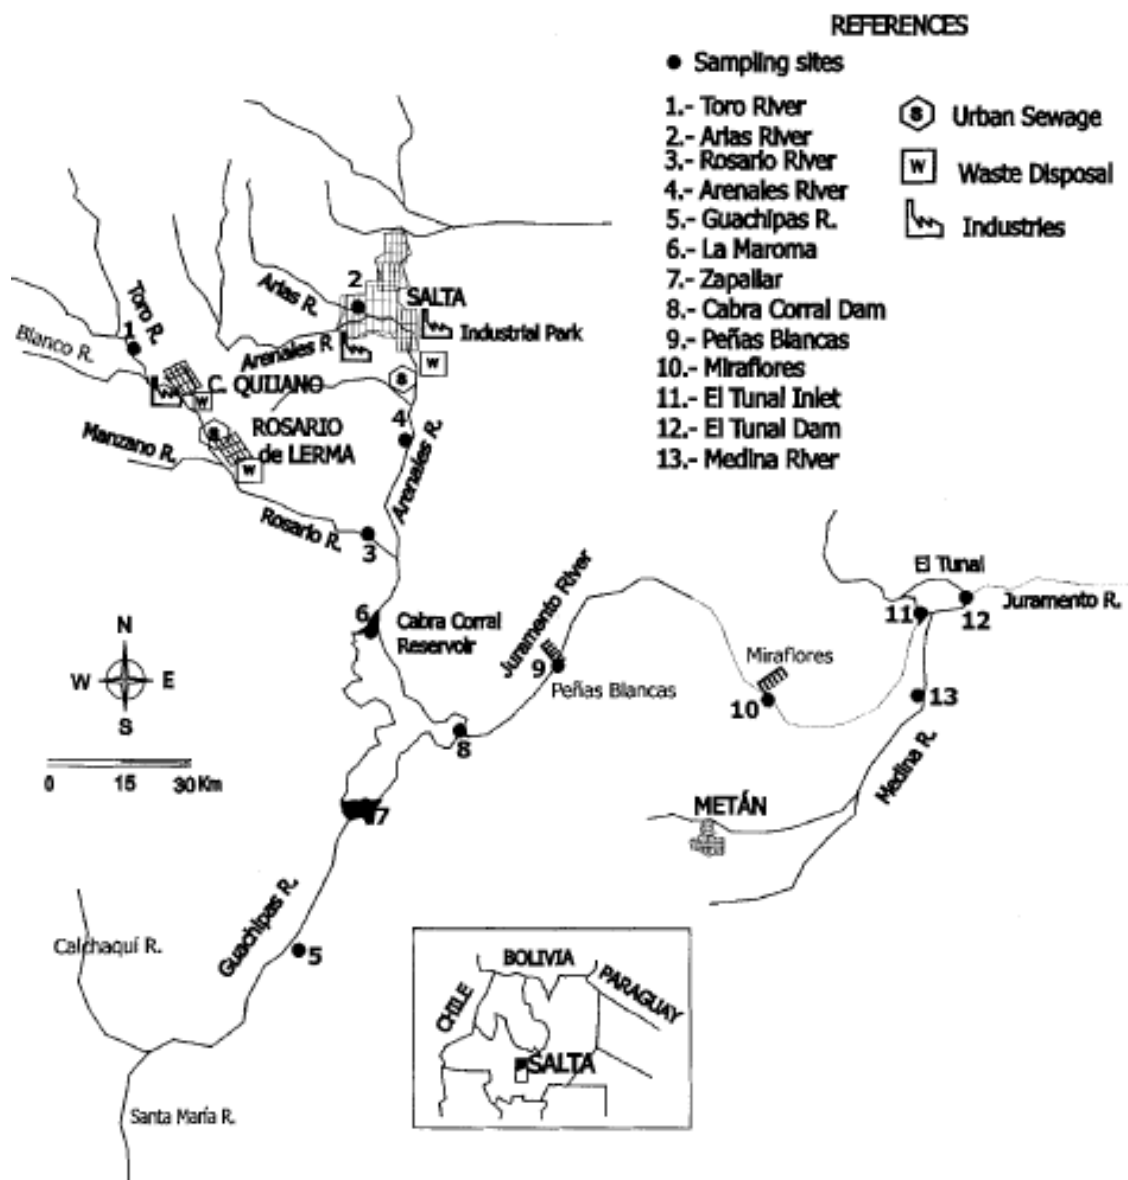 REFERENCES
Sampling sites
1.- Toro River
2.- Arias River
3.- Rosario River
4.- Arenales River
5.- Guachipas R.
6.- La Maroma
7.- Zapallar
8.- Cabra Corral Dam
9.- Peñas Blancas
10.- Miraflores
11.- El Tunal Inlet
12.- El Tunal Dam
13.- Medina River
S Urban Sewage
W Waste Disposal
Industries
Toro R.
1
Blanco R.
Arias R.
2
SALTA
Industrial Park
Arenales R
W
S
C. QUIJANO
W
S
ROSARIO
de LERMA
W
Manzano R.
4
Arenales R.
Rosario R.
3
6
Cabra Corral
Reservoir
Juramento River
9
Peñas Blancas
Miraflores
10
El Tunal
11
12
Juramento R.
13
Medina R.
METÁN
N
W
E
S
0 15 30 Km
8
7
Guachipas R.
5
Calchaquí R.
Santa María R.
BOLIVIA
PARAGUAY
CHILE
SALTA